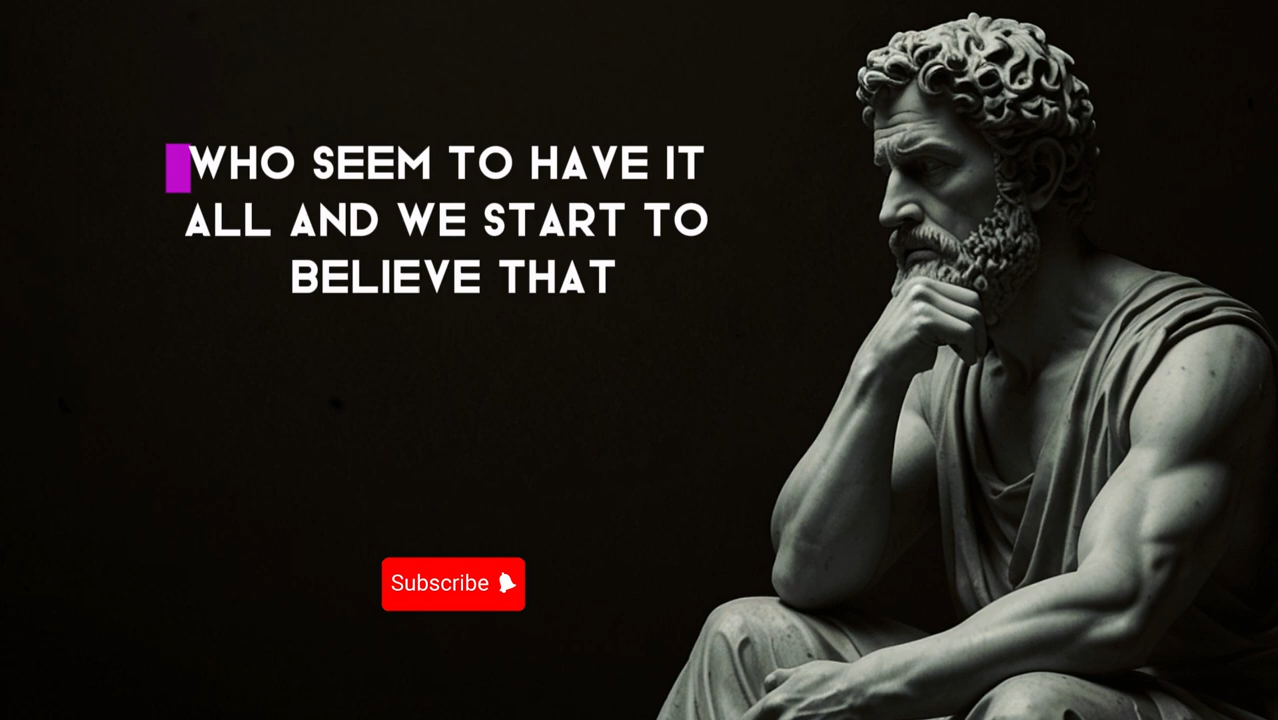 WHO SEEM TO HAVE IT
ALL AND WE START TO
BELIEVE THAT
Subscribe